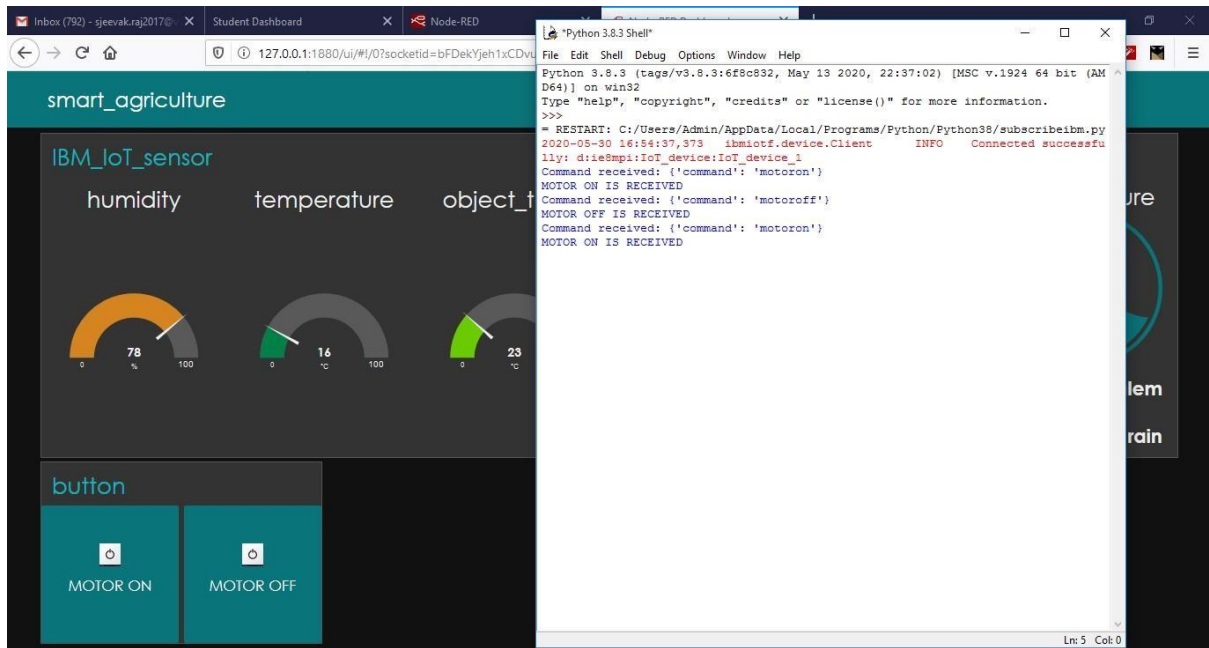 Inbox (792) - sjeevak.raj2017@
Student Dashboard
Node-RED
127.0.0.1:1880/ui/#!/0?socketid=bFDekYjeh1xCDvu
smart_agriculture
IBM_IoT_sensor
humidity
temperature
object_t
78
0
%
100
16
0
°C
100
23
0
°C
ure
lem
rain
button
MOTOR ON
MOTOR OFF
*Python 3.8.3 Shell*
File Edit Shell Debug Options Window Help
Python 3.8.3 (tags/v3.8.3:6f8c832, May 13 2020, 22:37:02) [MSC v.1924 64 bit (AM
D64)] on win32
Type "help", "copyright", "credits" or "license()" for more information.
>>>
= RESTART: C:/Users/Admin/AppData/Local/Programs/Python/Python38/subscribeibm.py
2020-05-30 16:54:37,373   ibmiotf.device.Client      INFO    Connected successfu
lly: d:ie8mpi:IoT_device:IoT_device_1
Command received: {'command': 'motoron'}
MOTOR ON IS RECEIVED
Command received: {'command': 'motoroff'}
MOTOR OFF IS RECEIVED
Command received: {'command': 'motoron'}
MOTOR ON IS RECEIVED
Ln: 5 Col: 0